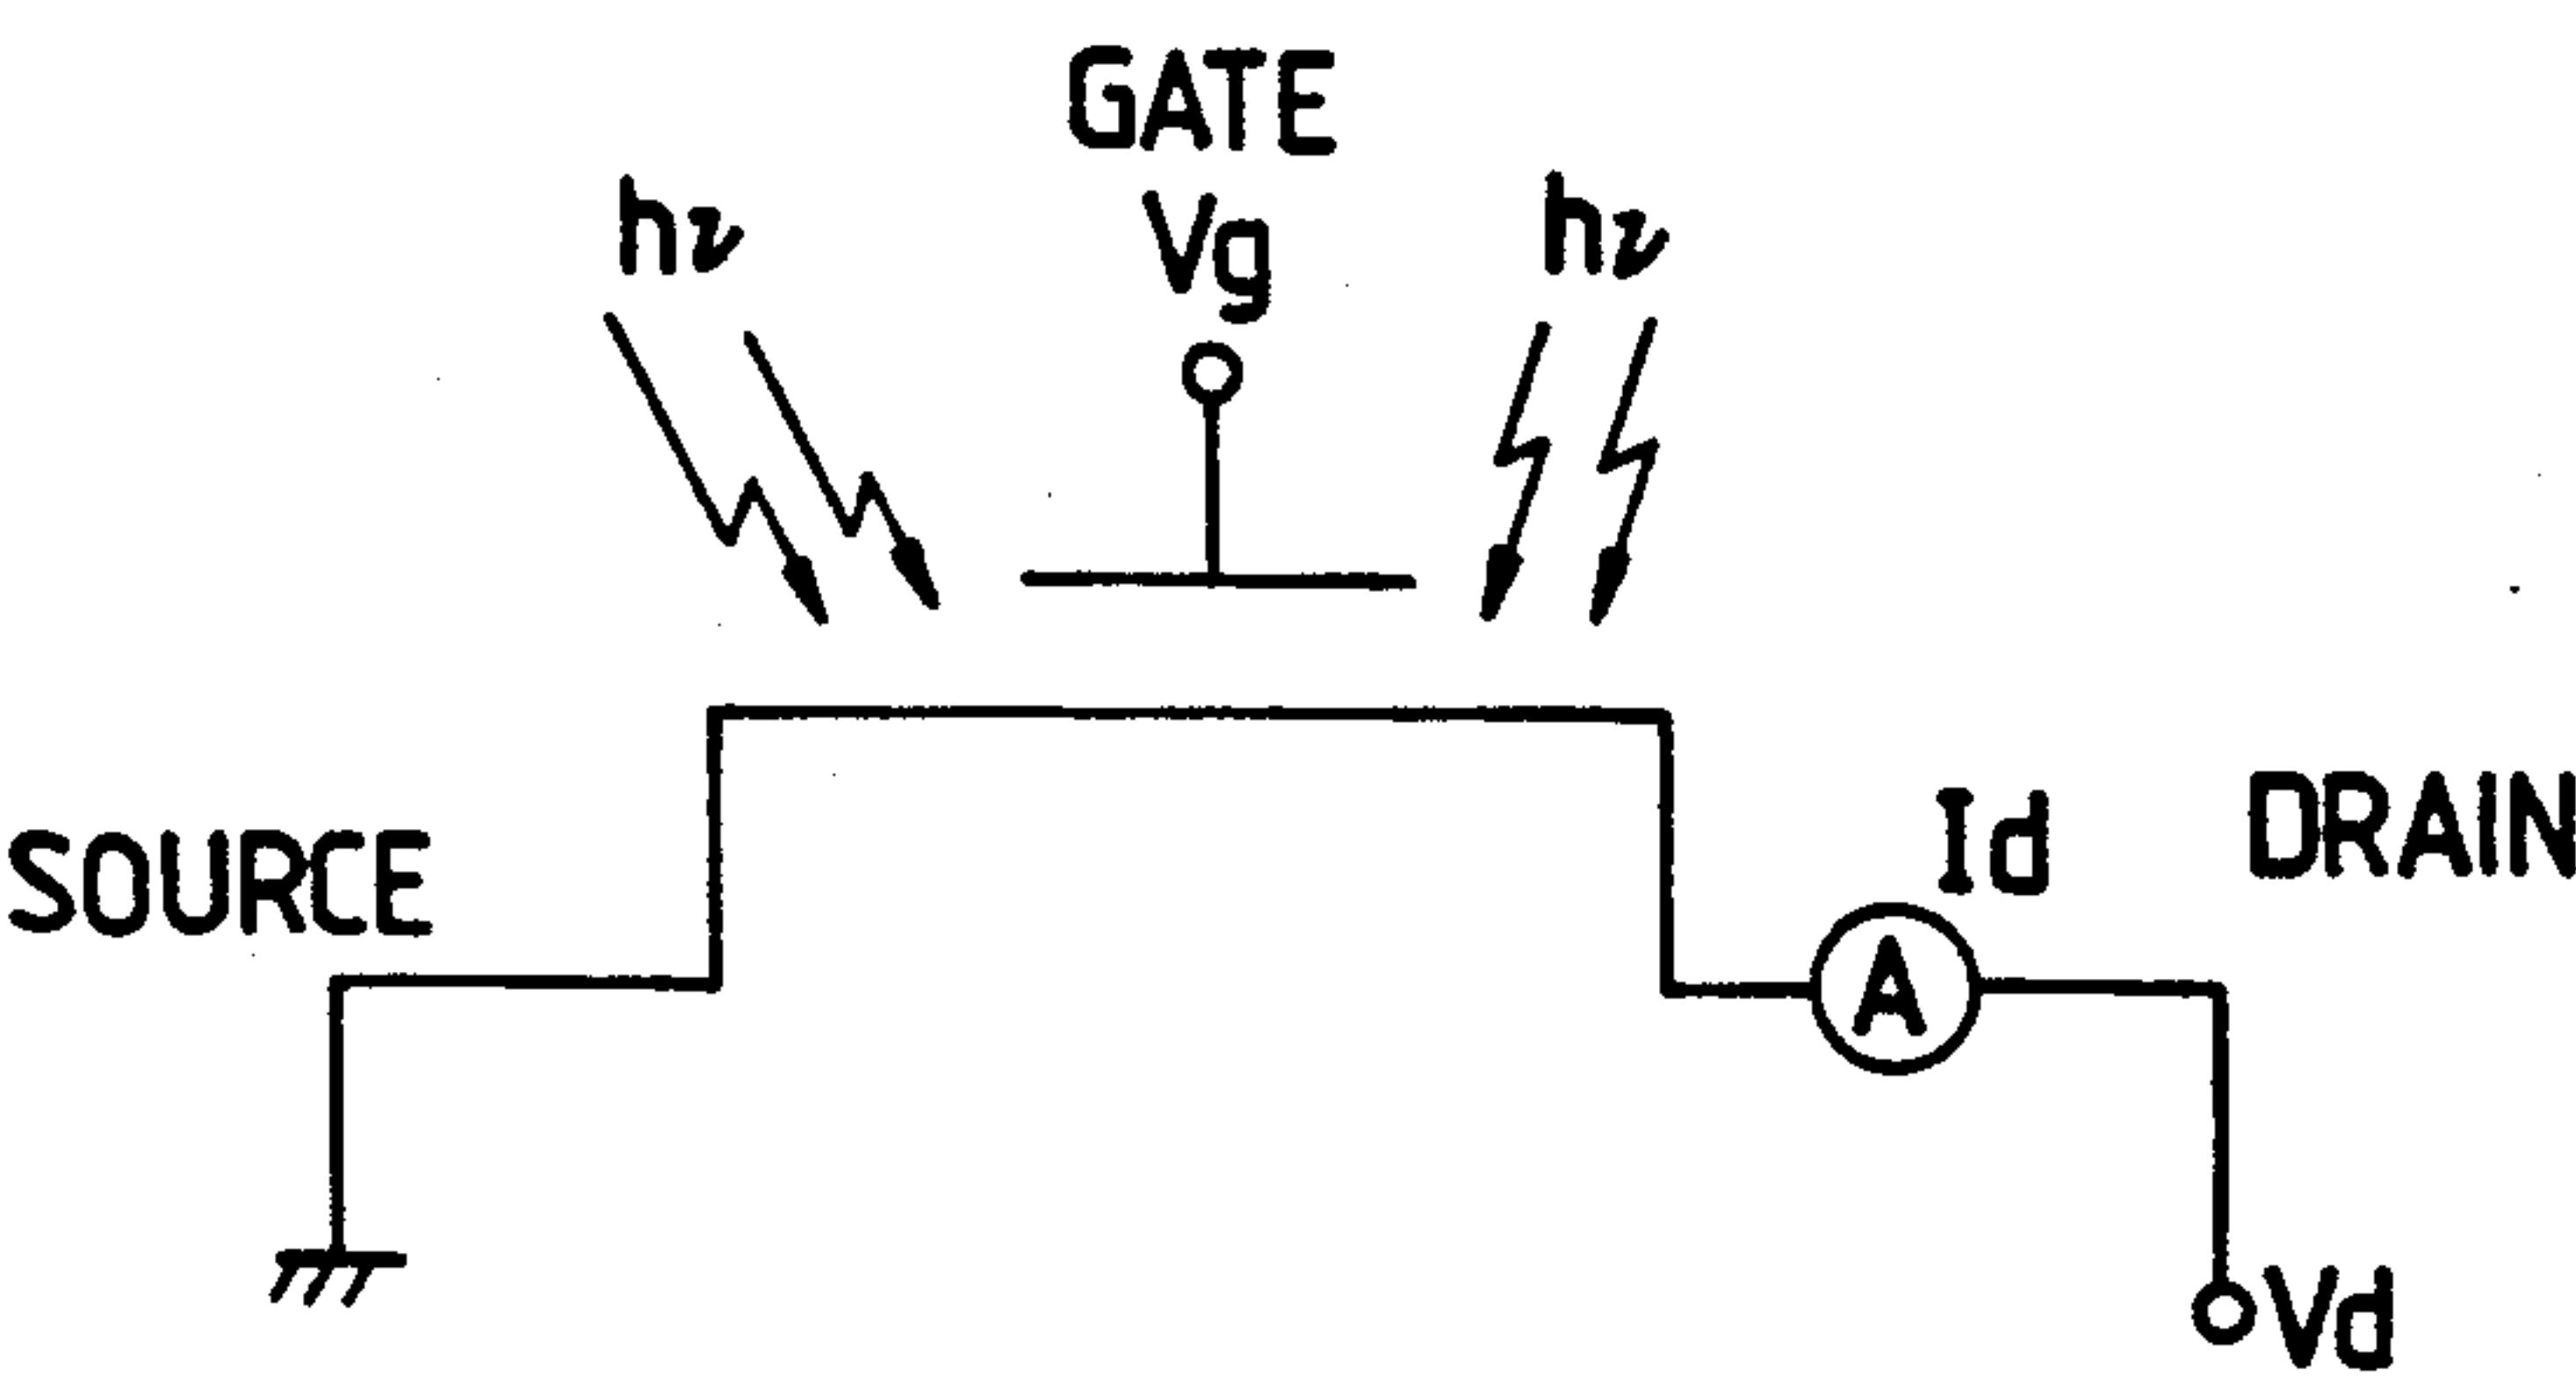 GATE
hν
Vg
hν
SOURCE
Id
DRAIN
A
Vd